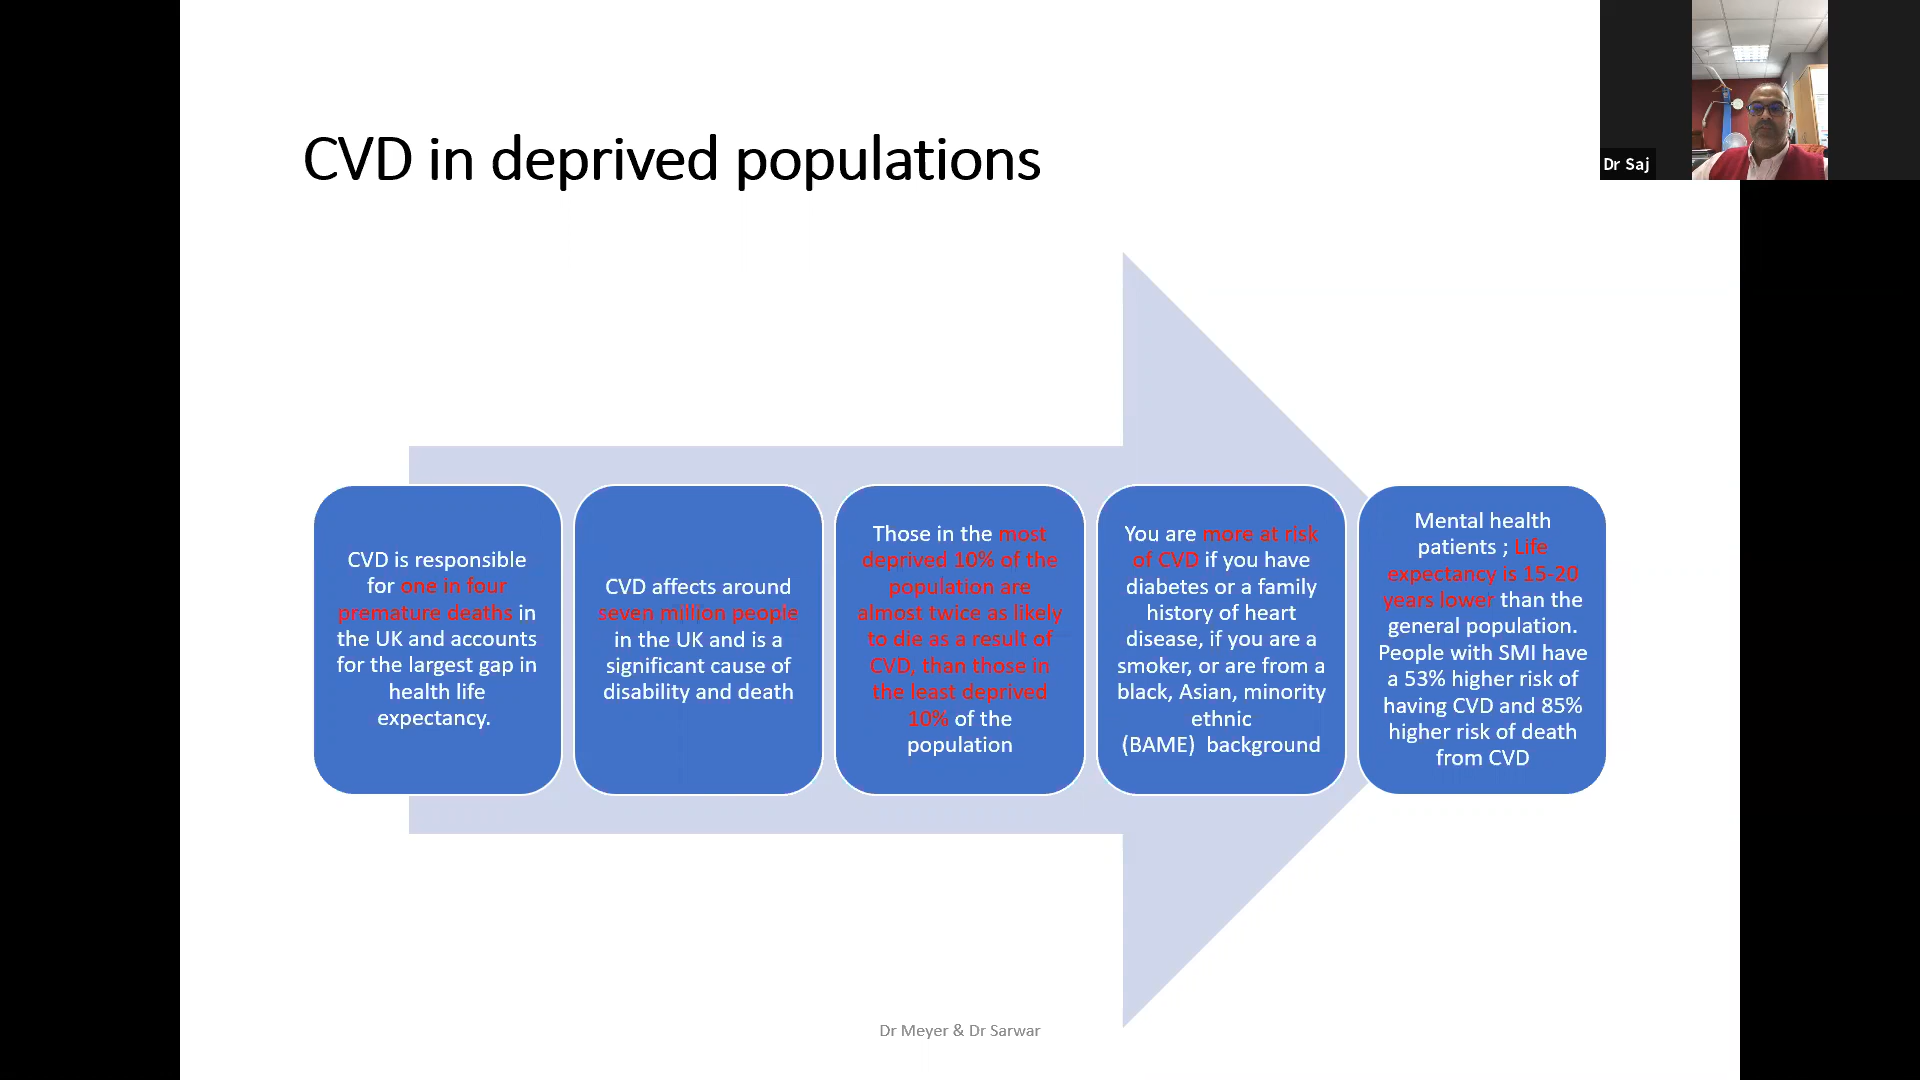 Dr Saj
CVD in deprived populations
CVD is responsible
for one in four
premature deaths in
the UK and accounts
for the largest gap in
health life
expectancy.
CVD affects around
seven million people
in the UK and is a
significant cause of
disability and death
Those in the most
deprived 10% of the
population are
almost twice as likely
to die as a result of
CVD, than those in
the least deprived
10% of the
population
You are more at risk
of CVD if you have
diabetes or a family
history of heart
disease, if you are a
smoker, or are from a
black, Asian, minority
ethnic
(BAME)  background
Mental health
patients ; Life
expectancy is 15-20
years lower than the
general population.
People with SMI have
a 53% higher risk of
having CVD and 85%
higher risk of death
from CVD
Dr Meyer & Dr Sarwar